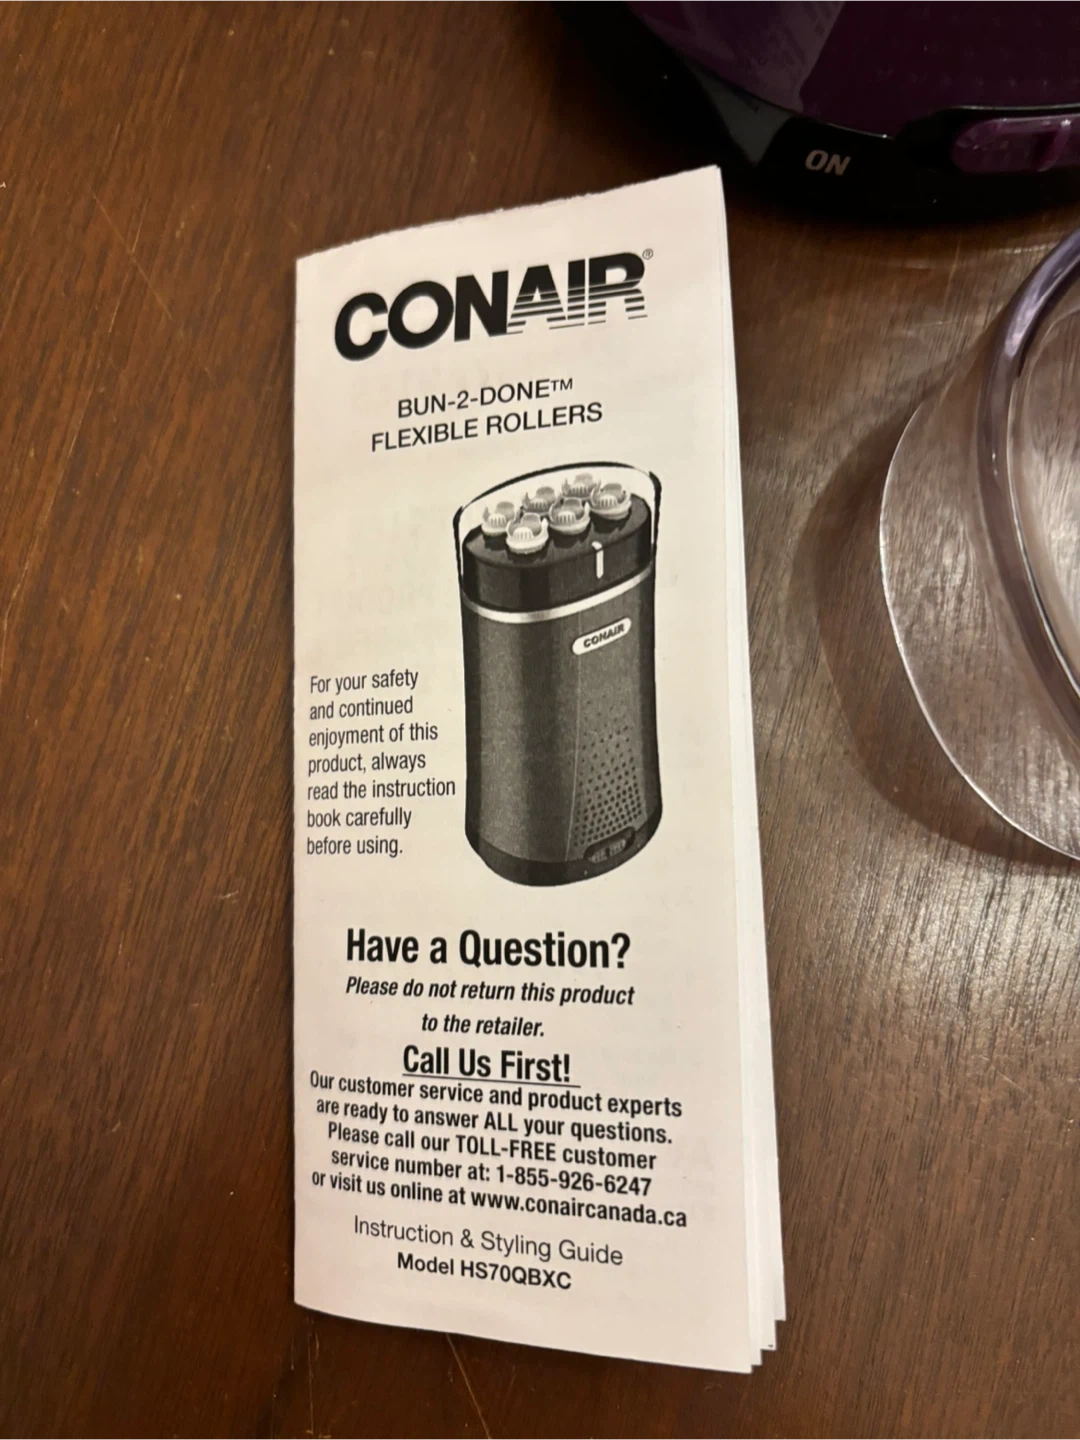 ON
CONAIR®
BUN-2-DONE™
FLEXIBLE ROLLERS
CONAIR
For your safety
and continued
enjoyment of this
product, always
read the instruction
book carefully
before using.
Have a Question?
Please do not return this product
to the retailer.
Call Us First!
Our customer service and product experts
are ready to answer ALL your questions.
Please call our TOLL-FREE customer
service number at: 1-855-926-6247
or visit us online at www.conaircanada.ca
Instruction & Styling Guide
Model HS70QBXC